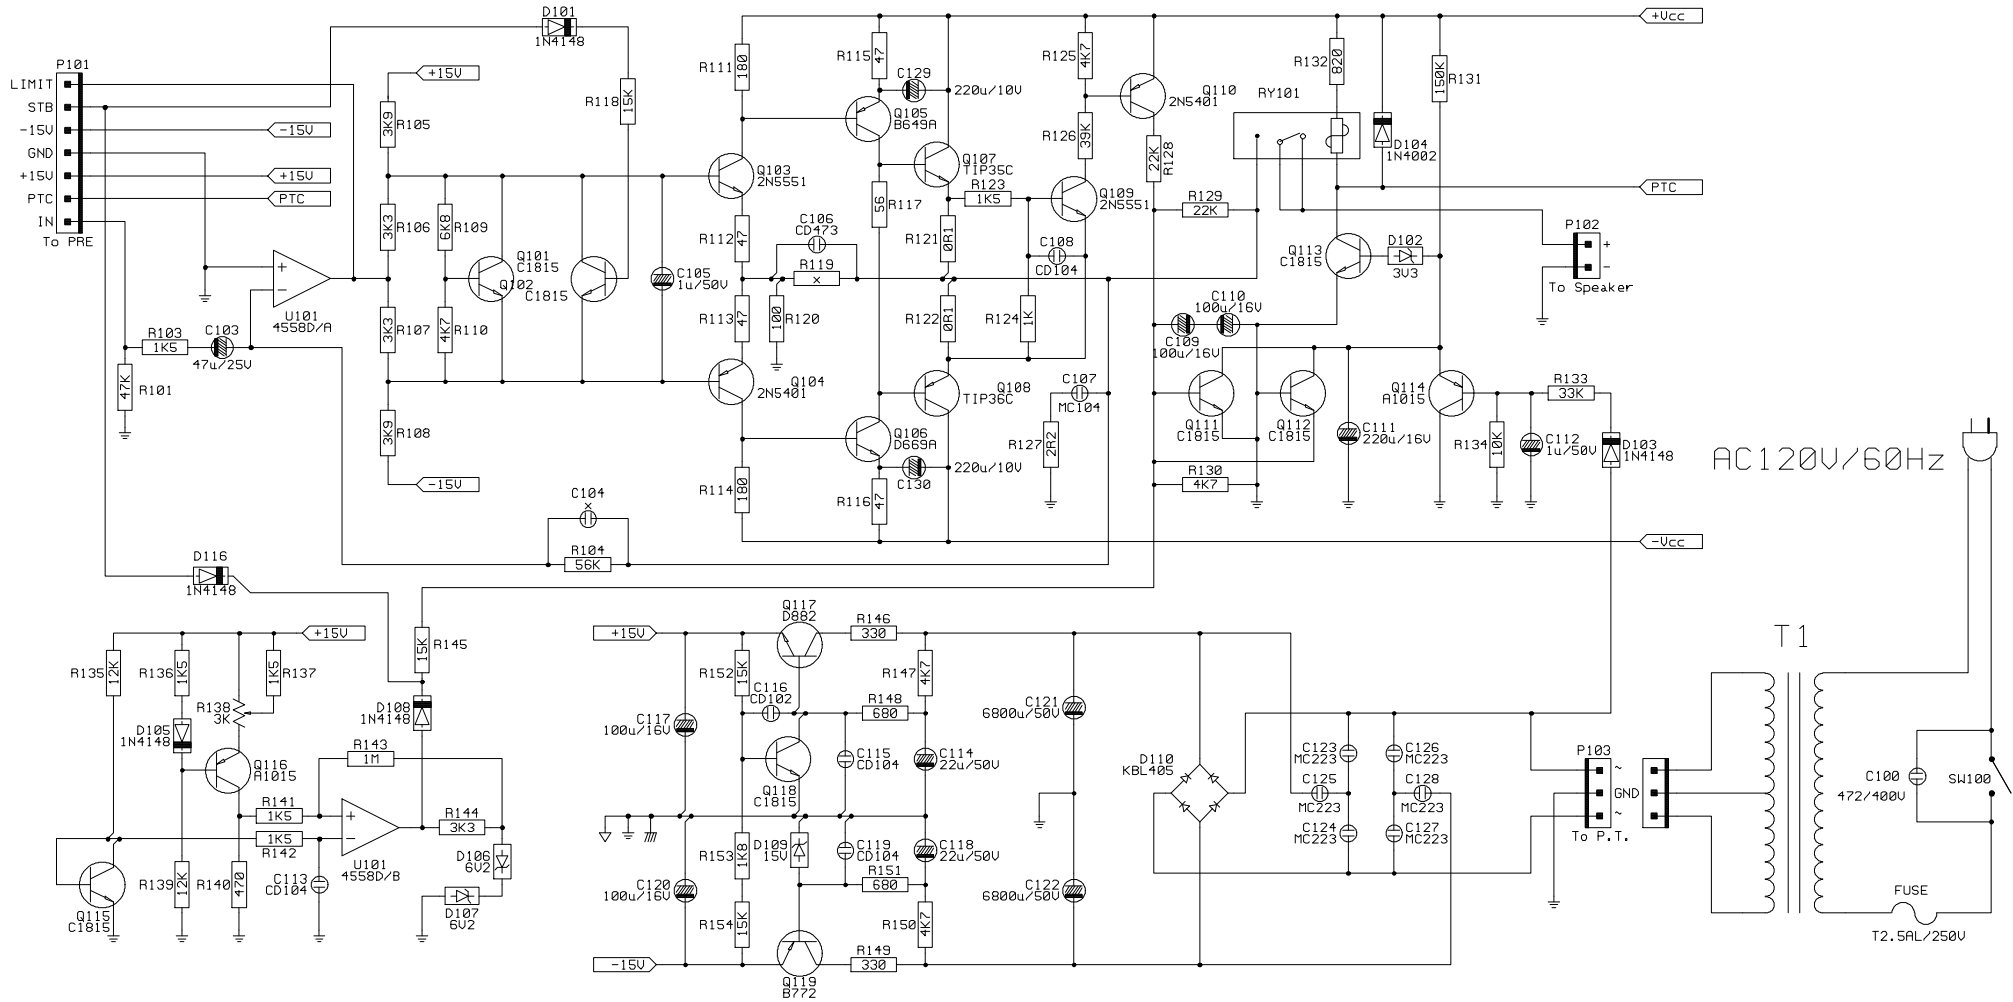 D101
1N4148
+Vcc
P101
LIMIT
STB
-15V
GND
+15V
PTC
IN
To PRE
-15V
+15V
PTC
+15V
3K9
R105
3K3
R106
3K3
R107
3K9
R108
-15V
R118
15K
6K8
R109
4K7
R110
Q101
C1815
Q102
C1815
C105
1u/50V
U101
4558D/A
R103
1K5
C103
47u/25V
47K
R101
R111
180
Q103
2N5551
R112
47
R113
47
Q104
2N5401
R114
180
C106
CD473
R119
x
100
R120
R115
47
C129
220u/10V
Q105
B649A
Q107
TIP35C
56
R117
R121
0R1
R122
0R1
Q108
TIP36C
Q106
D669A
C130
220u/10V
R116
47
R125
4K7
R126
39K
R123
1K5
Q109
2N5551
C108
CD104
R124
1K
C107
MC104
R127
2R2
Q110
2N5401
22K
R128
R129
22K
RY101
R132
820
D104
1N4002
150K
R131
PTC
P102
+
-
To Speaker
Q113
C1815
D102
3V3
C110
100u/16V
C109
100u/16V
Q111
C1815
Q112
C1815
R130
4K7
C111
220u/16V
Q114
A1015
R133
33K
R134
10K
C112
1u/50V
D103
1N4148
-Vcc
C104
x
R104
56K
AC120V/60Hz
D116
1N4148
+15V
R135
12K
R136
1K5
1K5
R137
R138
3K
D105
1N4148
Q116
A1015
R141
1K5
1K5
R142
R143
1M
U101
4558D/B
R144
3K3
15K
R145
D108
1N4148
D106
6V2
D107
6V2
R139
12K
R140
470
C113
CD104
Q115
C1815
+15V
Q117
D882
R146
330
R152
15K
C116
CD102
R147
4K7
R148
680
C117
100u/16V
Q118
C1815
C115
CD104
C114
22u/50V
R153
1K8
D109
15V
C119
CD104
C118
22u/50V
R151
680
C120
100u/16V
R154
15K
R150
4K7
R149
330
-15V
Q119
B772
C121
6800u/50V
C122
6800u/50V
D110
KBL405
C123
MC223
C126
MC223
C125
MC223
C128
MC223
C124
MC223
C127
MC223
P103
~
GND
~
To P.T.
T1
C100
472/400V
SW100
FUSE
T2.5AL/250V